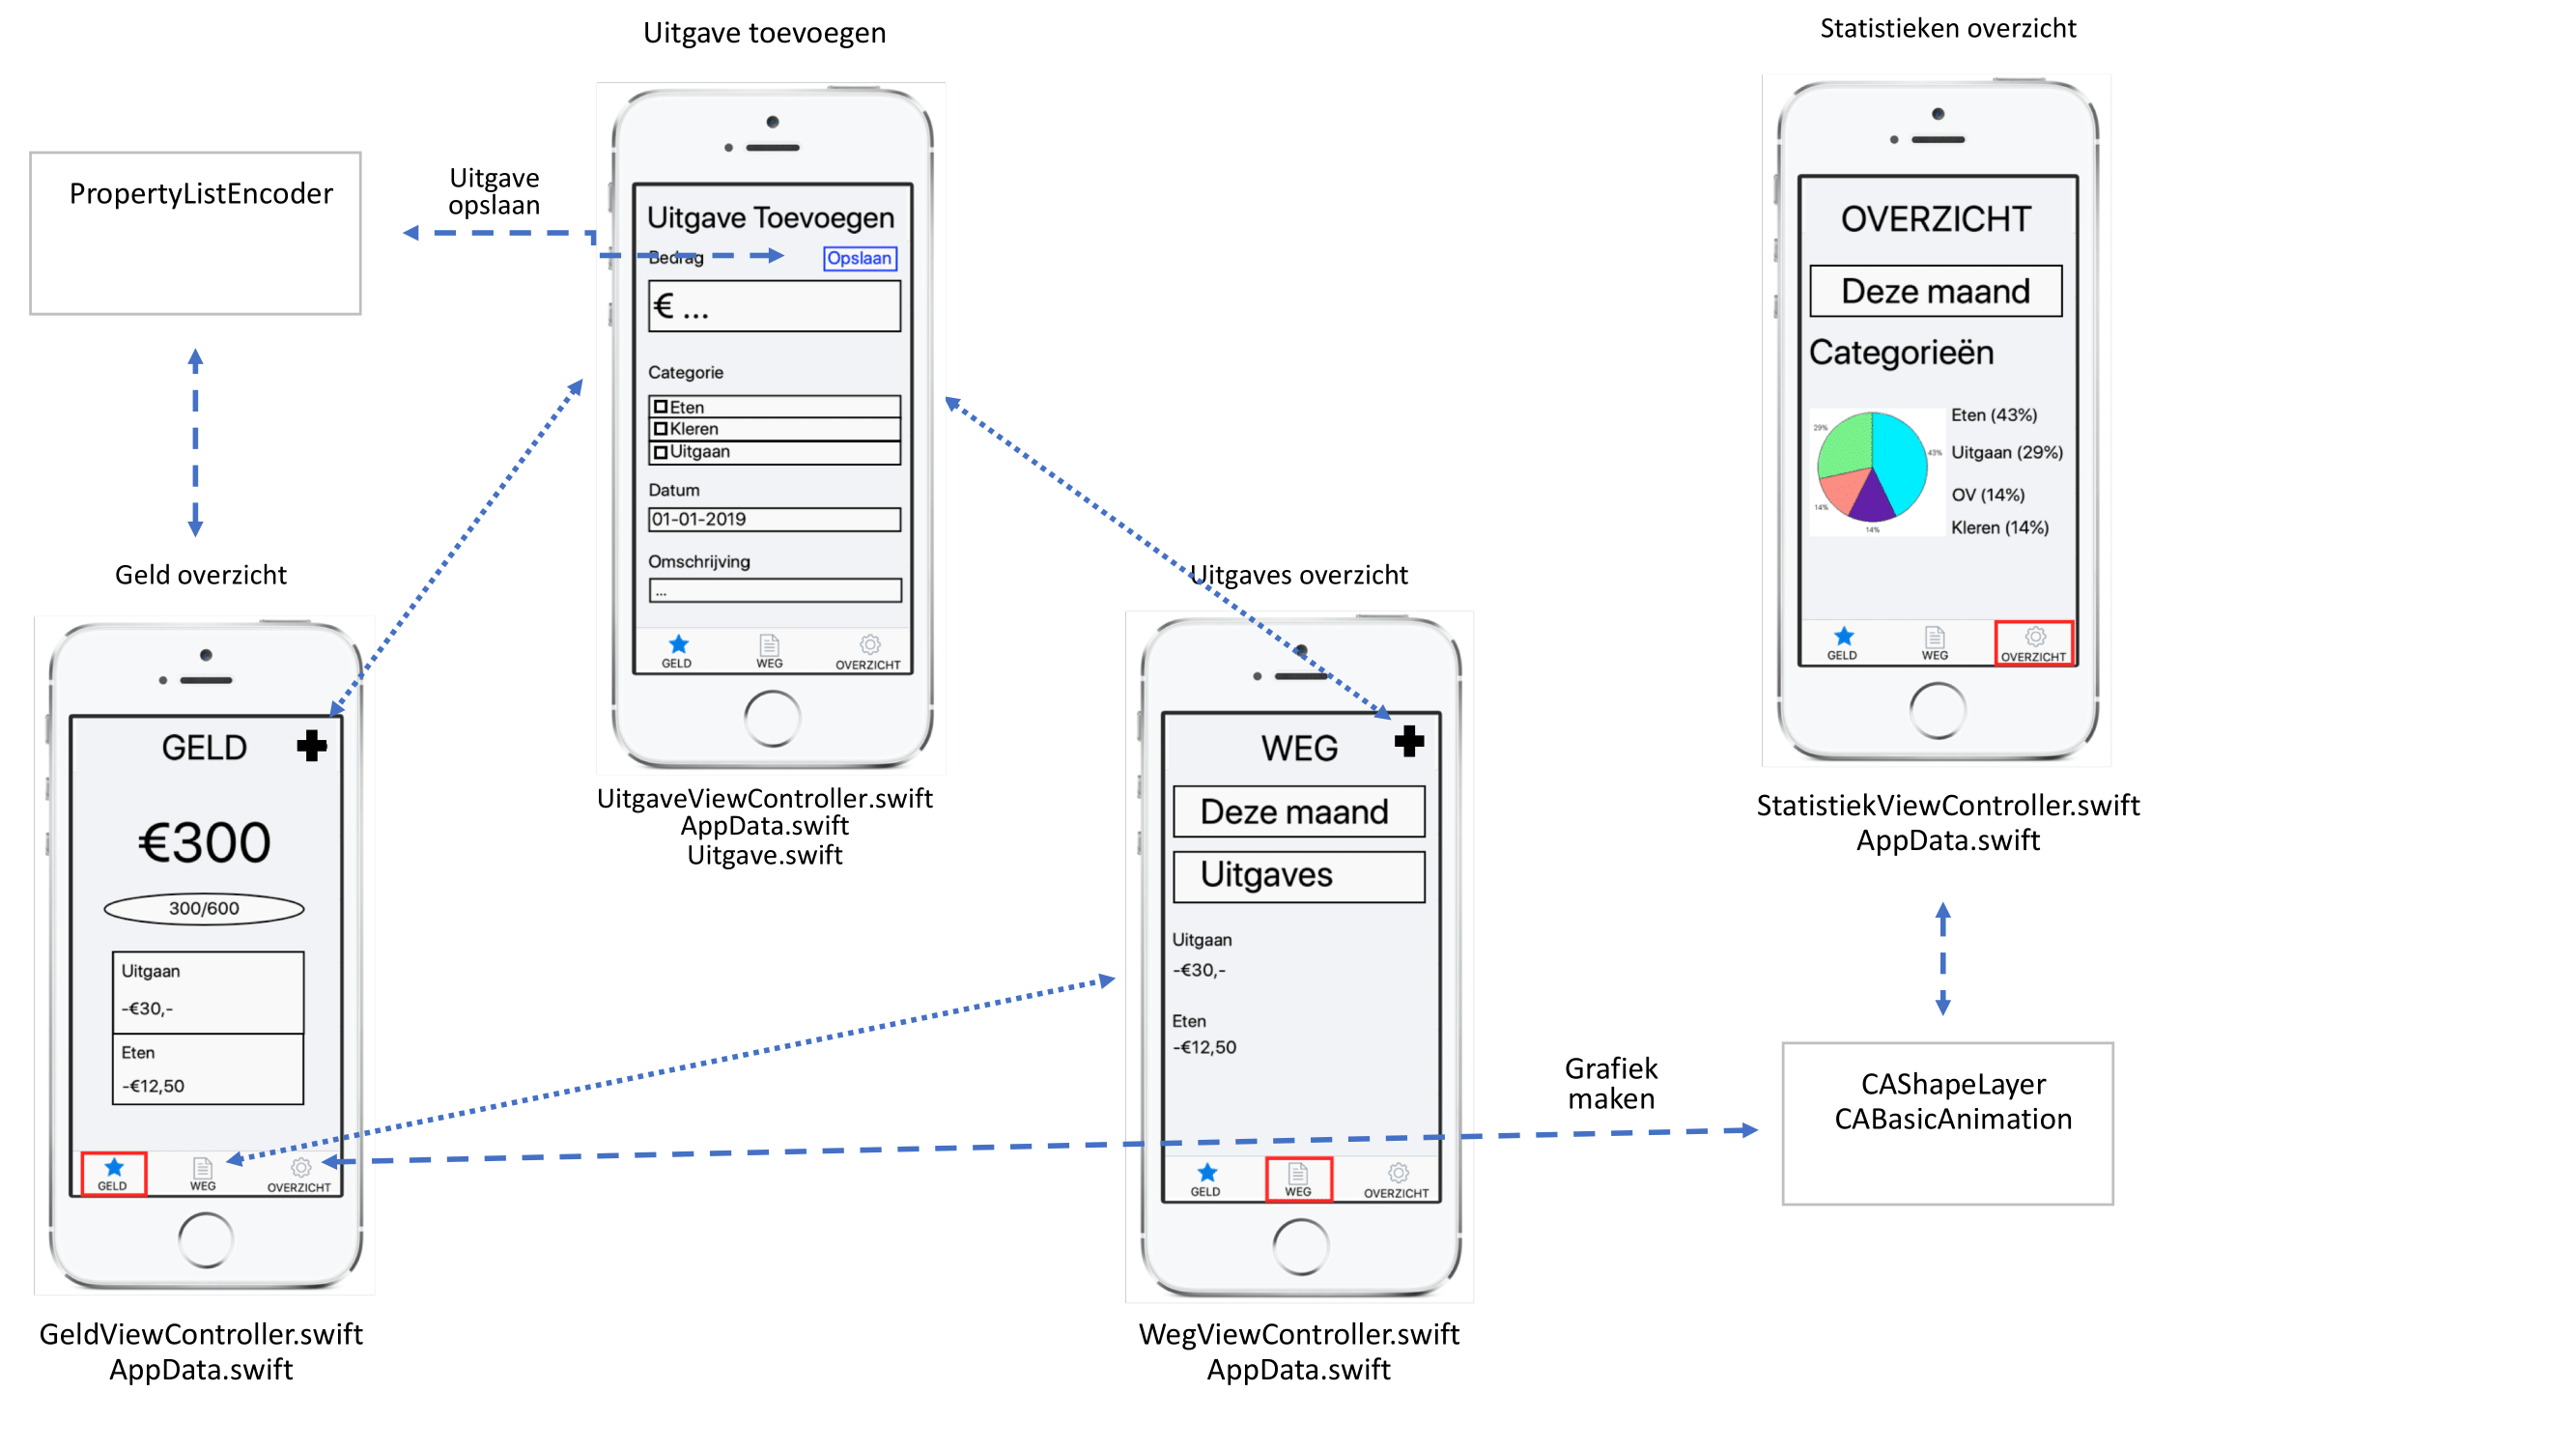 Uitgave toevoegen
Statistieken overzicht
PropertyListEncoder
Uitgave
opslaan
Uitgave Toevoegen
Bedrag
Opslaan
€ ...
Categorie
Eten
Kleren
Uitgaan
Datum
01-01-2019
Omschrijving
...
GELD
WEG
OVERZICHT
UitgaveViewController.swift
AppData.swift
Uitgave.swift
OVERZICHT
Deze maand
Categorieën
29%
43%
14%
14%
Eten (43%)
Uitgaan (29%)
OV (14%)
Kleren (14%)
GELD
WEG
OVERZICHT
StatistiekViewController.swift
AppData.swift
Geld overzicht
GELD
€300
300/600
Uitgaan
-€30,-
Eten
-€12,50
GELD
WEG
OVERZICHT
GeldViewController.swift
AppData.swift
Uitgaves overzicht
WEG
Deze maand
Uitgaves
Uitgaan
-€30,-
Eten
-€12,50
GELD
WEG
OVERZICHT
WegViewController.swift
AppData.swift
Grafiek
maken
CAShapeLayer
CABasicAnimation